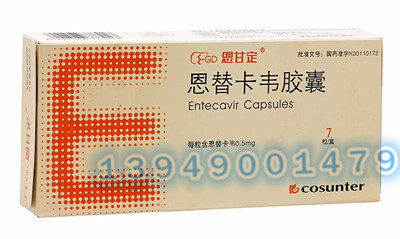 E-GD 恩甘定®
批准文号:国药准字H20110172
恩替卡韦胶囊
Entecavir Capsules
每粒含恩替卡韦0.5mg
7
粒/盒
13949001479
cosunter